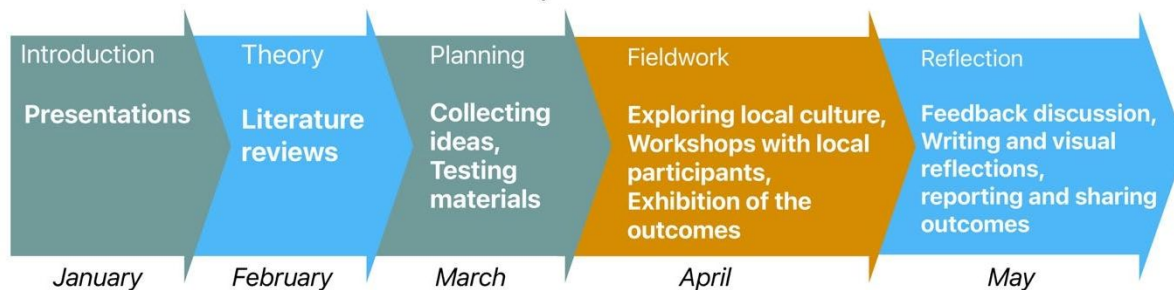 Introduction
Presentations
January
Theory
Literature
reviews
February
Planning
Collecting
ideas,
Testing
materials
March
Fieldwork
Exploring local culture,
Workshops with local
participants,
Exhibition of the
outcomes
April
Reflection
Feedback discussion,
Writing and visual
reflections,
reporting and sharing
outcomes
May